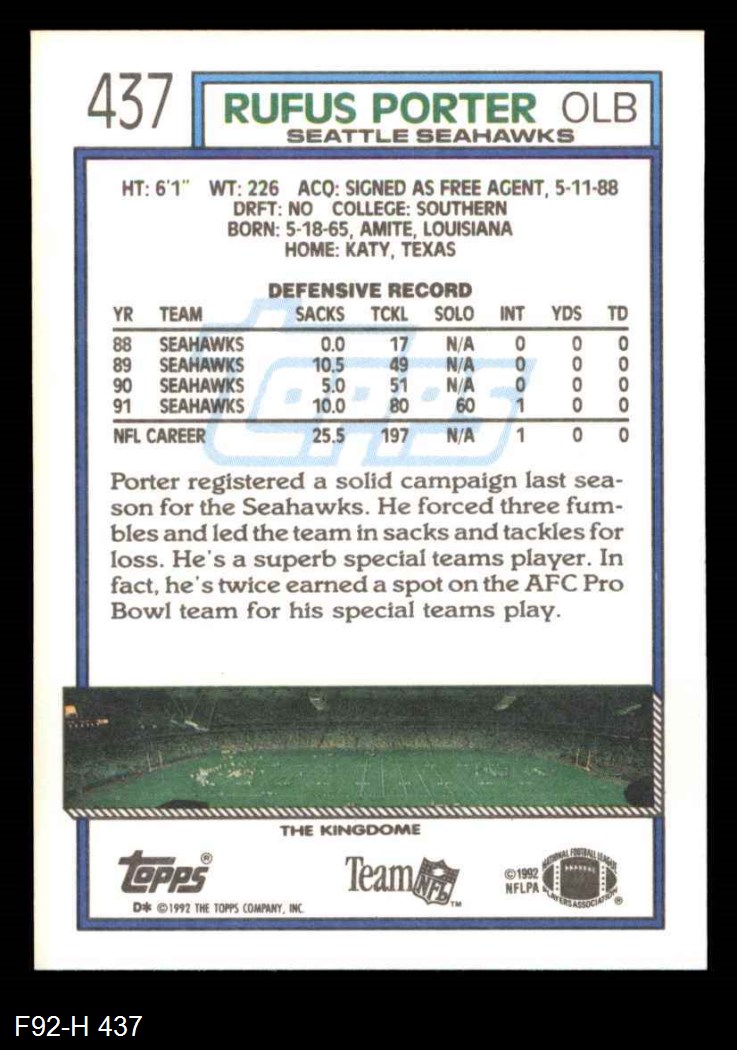 437
RUFUS PORTER OLB
SEATTLE SEAHAWKS
HT: 6'1" WT: 226 ACQ: SIGNED AS FREE AGENT, 5-11-88
DRFT: NO COLLEGE: SOUTHERN
BORN: 5-18-65, AMITE, LOUISIANA
HOME: KATY, TEXAS
DEFENSIVE RECORD
YR TEAM SACKS TCKL SOLO INT YDS TD
88 SEAHAWKS 0.0 17 N/A 0 0 0
89 SEAHAWKS 10.5 49 N/A 0 0 0
90 SEAHAWKS 5.0 51 N/A 0 0 0
91 SEAHAWKS 10.0 80 60 1 0 0
NFL CAREER 25.5 197 N/A 1 0 0
topps
Porter registered a solid campaign last sea-
son for the Seahawks. He forced three fum-
bles and led the team in sacks and tackles for
loss. He's a superb special teams player. In
fact, he's twice earned a spot on the AFC Pro
Bowl team for his special teams play.
THE KINGDOME
topps®
D* ©1992 THE TOPPS COMPANY, INC.
Team NFL™
©1992
NFLPA
NATIONAL FOOTBALL LEAGUE
PLAYERS ASSOCIATION ®
F92-H 437